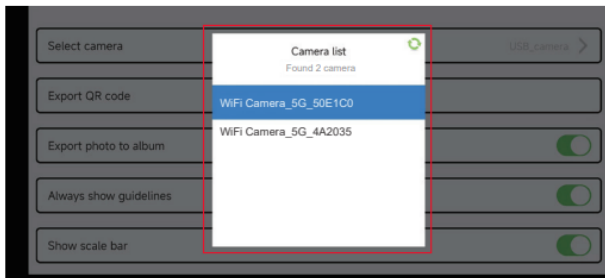 Select camera
USB_camera
Camera list
Found 2 camera
Export QR code
WiFi Camera_5G_50E1C0
WiFi Camera_5G_4A2035
Export photo to album
Always show guidelines
Show scale bar